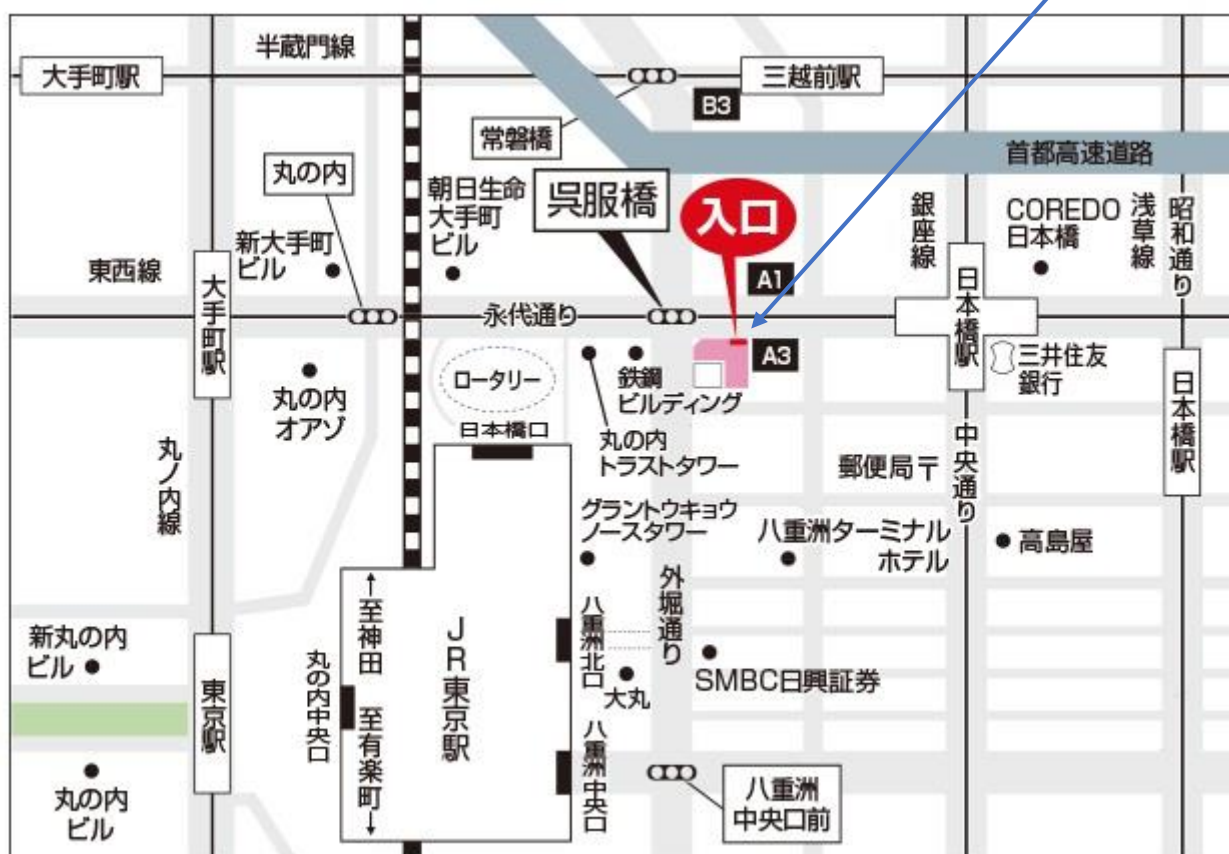 半蔵門線
大手町駅
三越前駅
B3
常磐橋
首都高速道路
丸の内
朝日生命
大手町
ビル
呉服橋
入口
銀座線
COREDO
日本橋
浅草線
昭和通り
新大手町
ビル
東西線
A1
大手町駅
永代通り
日本橋駅
A3
三井住友
銀行
丸の内
オアゾ
ロータリー
鉄鋼
ビルディング
日本橋口
丸の内
トラストタワー
日本橋駅
丸ノ内線
郵便局〒
中央通り
グラントウキョウ
ノースタワー
八重洲ターミナル
ホテル
高島屋
外堀通り
←至神田
至有楽町→
JR東京駅
八重洲北口
新丸の内
ビル
丸の内中央口
大丸
SMBC日興証券
東京駅
八重洲中央口
丸の内
ビル
八重洲
中央口前